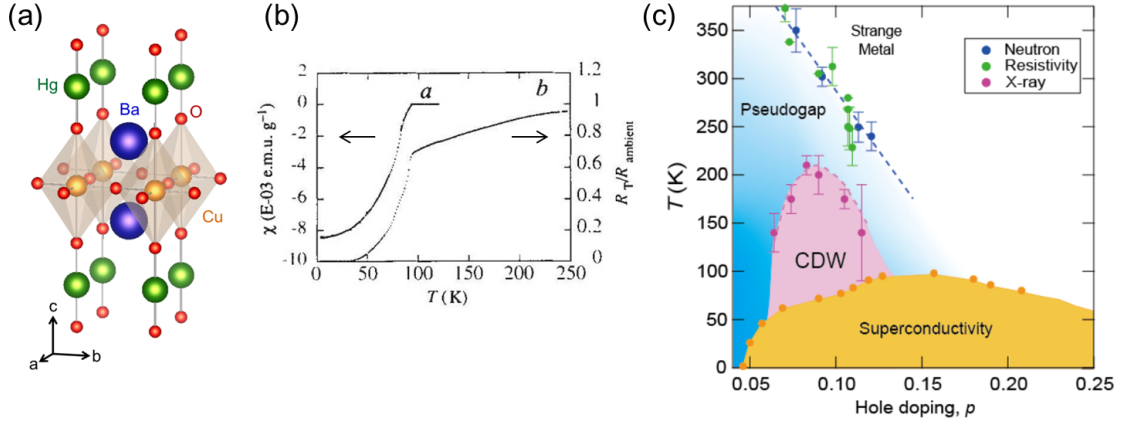 (a)
Hg
Ba
O
Cu
c
a
b
(b)
χ (E-03 e.m.u. g⁻¹)
2
0
-2
-4
-6
-8
-10
a
b
1.2
1
0.8
0.6
0.4
0.2
0
R_T/R_ambient
0 50 100 150 200 250
T (K)
(c)
T (K)
350
300
250
200
150
100
50
0
Strange
Metal
Neutron
Resistivity
X-ray
Pseudogap
CDW
Superconductivity
0.05 0.10 0.15 0.20 0.25
Hole doping, p